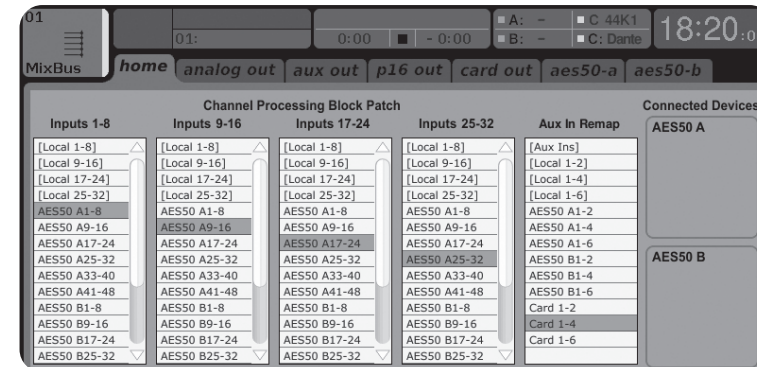 01
A: - C 44K1
01: 0:00 - 0:00 B: - C: Dante 18:20
MixBus home analog out aux out p16 out card out aes50-a aes50-b
Channel Processing Block Patch Connected Devices
Inputs 1-8 Inputs 9-16 Inputs 17-24 Inputs 25-32 Aux In Remap AES50 A
[Local 1-8] [Local 1-8] [Local 1-8] [Local 1-8] [Aux Ins]
[Local 9-16] [Local 9-16] [Local 9-16] [Local 9-16] [Local 1-2]
[Local 17-24] [Local 17-24] [Local 17-24] [Local 17-24] [Local 1-4]
[Local 25-32] [Local 25-32] [Local 25-32] [Local 25-32] [Local 1-6]
AES50 A1-8 AES50 A1-8 AES50 A1-8 AES50 A1-8 AES50 A1-2
AES50 A9-16 AES50 A9-16 AES50 A9-16 AES50 A9-16 AES50 A1-4
AES50 A17-24 AES50 A17-24 AES50 A17-24 AES50 A17-24 AES50 A1-6
AES50 A25-32 AES50 A25-32 AES50 A25-32 AES50 A25-32 AES50 B1-2 AES50 B
AES50 A33-40 AES50 A33-40 AES50 A33-40 AES50 A33-40 AES50 B1-4
AES50 A41-48 AES50 A41-48 AES50 A41-48 AES50 A41-48 AES50 B1-6
AES50 B1-8 AES50 B1-8 AES50 B1-8 AES50 B1-8 Card 1-2
AES50 B9-16 AES50 B9-16 AES50 B9-16 AES50 B9-16 Card 1-4
AES50 B17-24 AES50 B17-24 AES50 B17-24 AES50 B17-24 Card 1-6
AES50 B25-32 AES50 B25-32 AES50 B25-32 AES50 B25-32